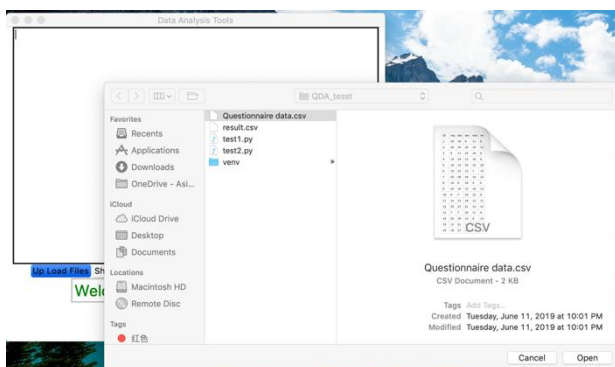 Data Analysis Tools
QDA_tesst
Favorites
Recents
Applications
Downloads
OneDrive - Asi...
iCloud
iCloud Drive
Desktop
Documents
Locations
Macintosh HD
Remote Disc
Tags
红色
Questionnaire data.csv
result.csv
test1.py
test2.py
venv
CSV
Questionnaire data.csv
CSV Document - 2 KB
Tags Add Tags...
Created Tuesday, June 11, 2019 at 10:01 PM
Modified Tuesday, June 11, 2019 at 10:01 PM
Up Load Files Sh
Welc
Cancel Open